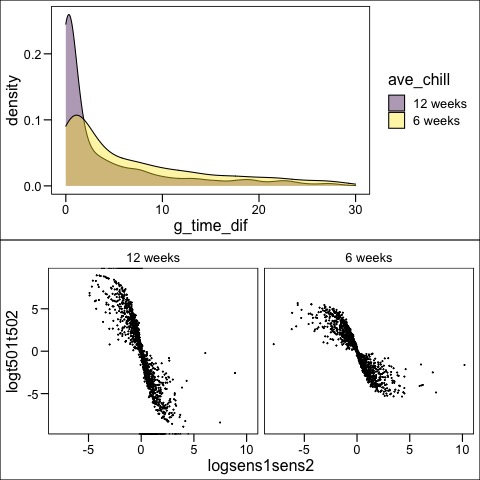 density
0.2
0.1
0.0
0 10 20 30
g_time_dif
ave_chill
12 weeks
6 weeks
12 weeks 6 weeks
logt501t502
5
0
-5
-5 0 5 10 -5 0 5 10
logsens1sens2